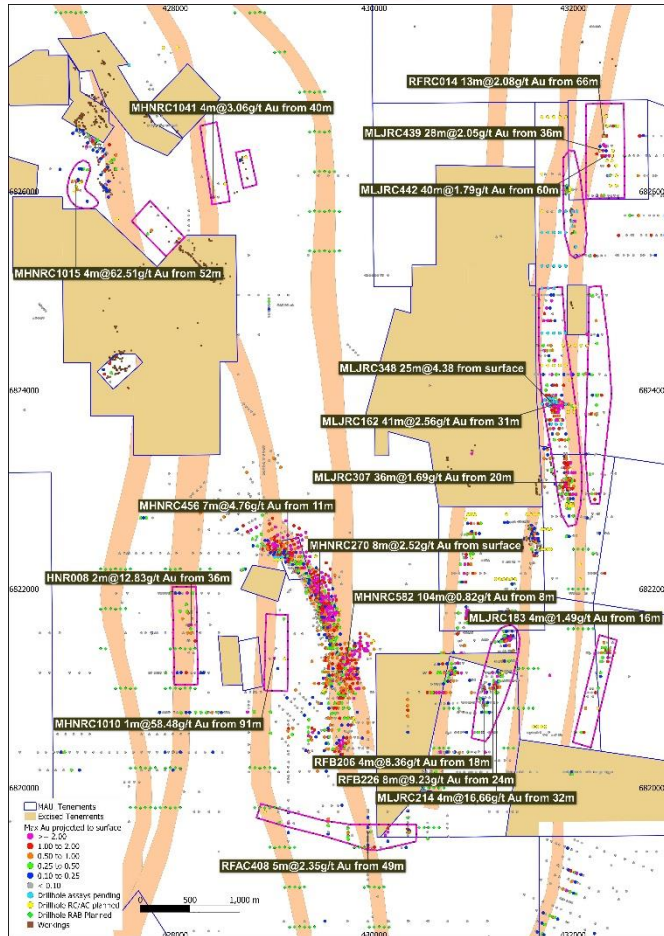 428000
430000
432000
RFRC014 13m@2.08g/t Au from 66m
MHNRC1041 4m@3.06g/t Au from 40m
MLJRC439 28m@2.05g/t Au from 36m
6826000
MLJRC442 40m@1.79g/t Au from 60m
6826000
MHNRC1015 4m@62.51g/t Au from 52m
MLJRC348 25m@4.38 from surface
6824000
6824000
MLJRC162 41m@2.56g/t Au from 31m
MLJRC307 36m@1.69g/t Au from 20m
MHNRC456 7m@4.76g/t Au from 11m
MHNRC270 8m@2.52g/t Au from surface
HNR008 2m@12.83g/t Au from 36m
6822000
6822000
MHNRC582 104m@0.82g/t Au from 8m
MLJRC183 4m@1.49g/t Au from 16m
MHNRC1010 1m@58.48g/t Au from 91m
RFB206 4m@8.36g/t Au from 18m
RFB226 8m@9.23g/t Au from 24m
6820000
6820000
MLJRC214 4m@16.66g/t Au from 32m
MAU Tenements
Excised Tenements
Max Au projected to surface
>= 2.00
1.00 to 2.00
0.50 to 1.00
0.25 to 0.50
0.10 to 0.25
< 0.10
Drillhole assays pending
Drillhole RC/AC planned
Drillhole RAB Planned
Workings
RFAC408 5m@2.35g/t Au from 49m
0 500 1,000 m
428000
430000
432000